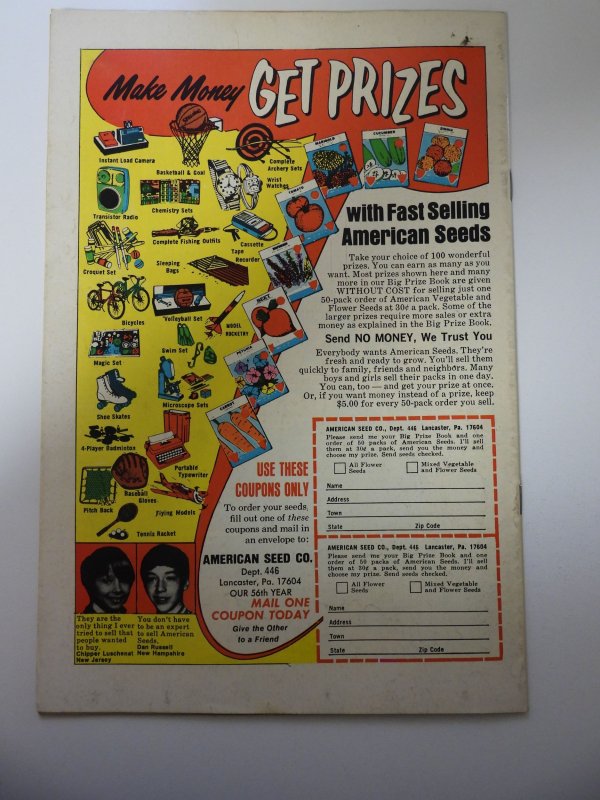 Make Money GET PRIZES
Instant Load Camera
Basketball & Goal
Complete
Archery Sets
Wrist
Watches
Transistor Radio
Chemistry Sets
Complete Fishing Outfits
Cassette
Tape
Recorder
Croquet Set
Sleeping
Bags
Bicycles
Volleyball Set
MODEL
ROCKETRY
Magic Set
Swim Set
Shoe Skates
Microscope Sets
4-Player Badminton
Portable
Typewriter
Pitch Back
Baseball
Gloves
Flying Models
Tennis Racket
CUCUMBER
TOMATO
BEET
with Fast Selling
American Seeds
Take your choice of 100 wonderful
prizes. You can earn as many as you
want. Most prizes shown here and many
more in our Big Prize Book are given
WITHOUT COST for selling just one
50-pack order of American Vegetable and
Flower Seeds at 30¢ a pack. Some of the
larger prizes require more sales or extra
money as explained in the Big Prize Book.
Send NO MONEY, We Trust You
Everybody wants American Seeds. They're
fresh and ready to grow. You'll sell them
quickly to family, friends and neighbors. Many
boys and girls sell their packs in one day.
You can, too — and get your prize at once.
Or, if you want money instead of a prize, keep
$5.00 for every 50-pack order you sell.
USE THESE
COUPONS ONLY
To order your seeds,
fill out one of these
coupons and mail in
an envelope to:
AMERICAN SEED CO.
Dept. 446
Lancaster, Pa. 17604
OUR 56th YEAR
MAIL ONE
COUPON TODAY
Give the Other
to a Friend
They are the
only thing I ever
tried to sell that
people wanted
to buy.
Chipper Luschenat
New Jersey
You don't have
to be an expert
to sell American
Seeds.
Dan Russell
New Hampshire
AMERICAN SEED CO., Dept. 446 Lancaster, Pa. 17604
Please send me your Big Prize Book and one
order of 50 packs of American Seeds. I'll sell
them at 30¢ a pack, send you the money and
choose my prize. Send seeds checked.
All Flower
Seeds
Mixed Vegetable
and Flower Seeds
Name
Address
Town
State Zip Code
AMERICAN SEED CO., Dept. 446 Lancaster, Pa. 17604
Please send me your Big Prize Book and one
order of 50 packs of American Seeds. I'll sell
them at 30¢ a pack, send you the money and
choose my prize. Send seeds checked.
All Flower
Seeds
Mixed Vegetable
and Flower Seeds
Name
Address
Town
State Zip Code